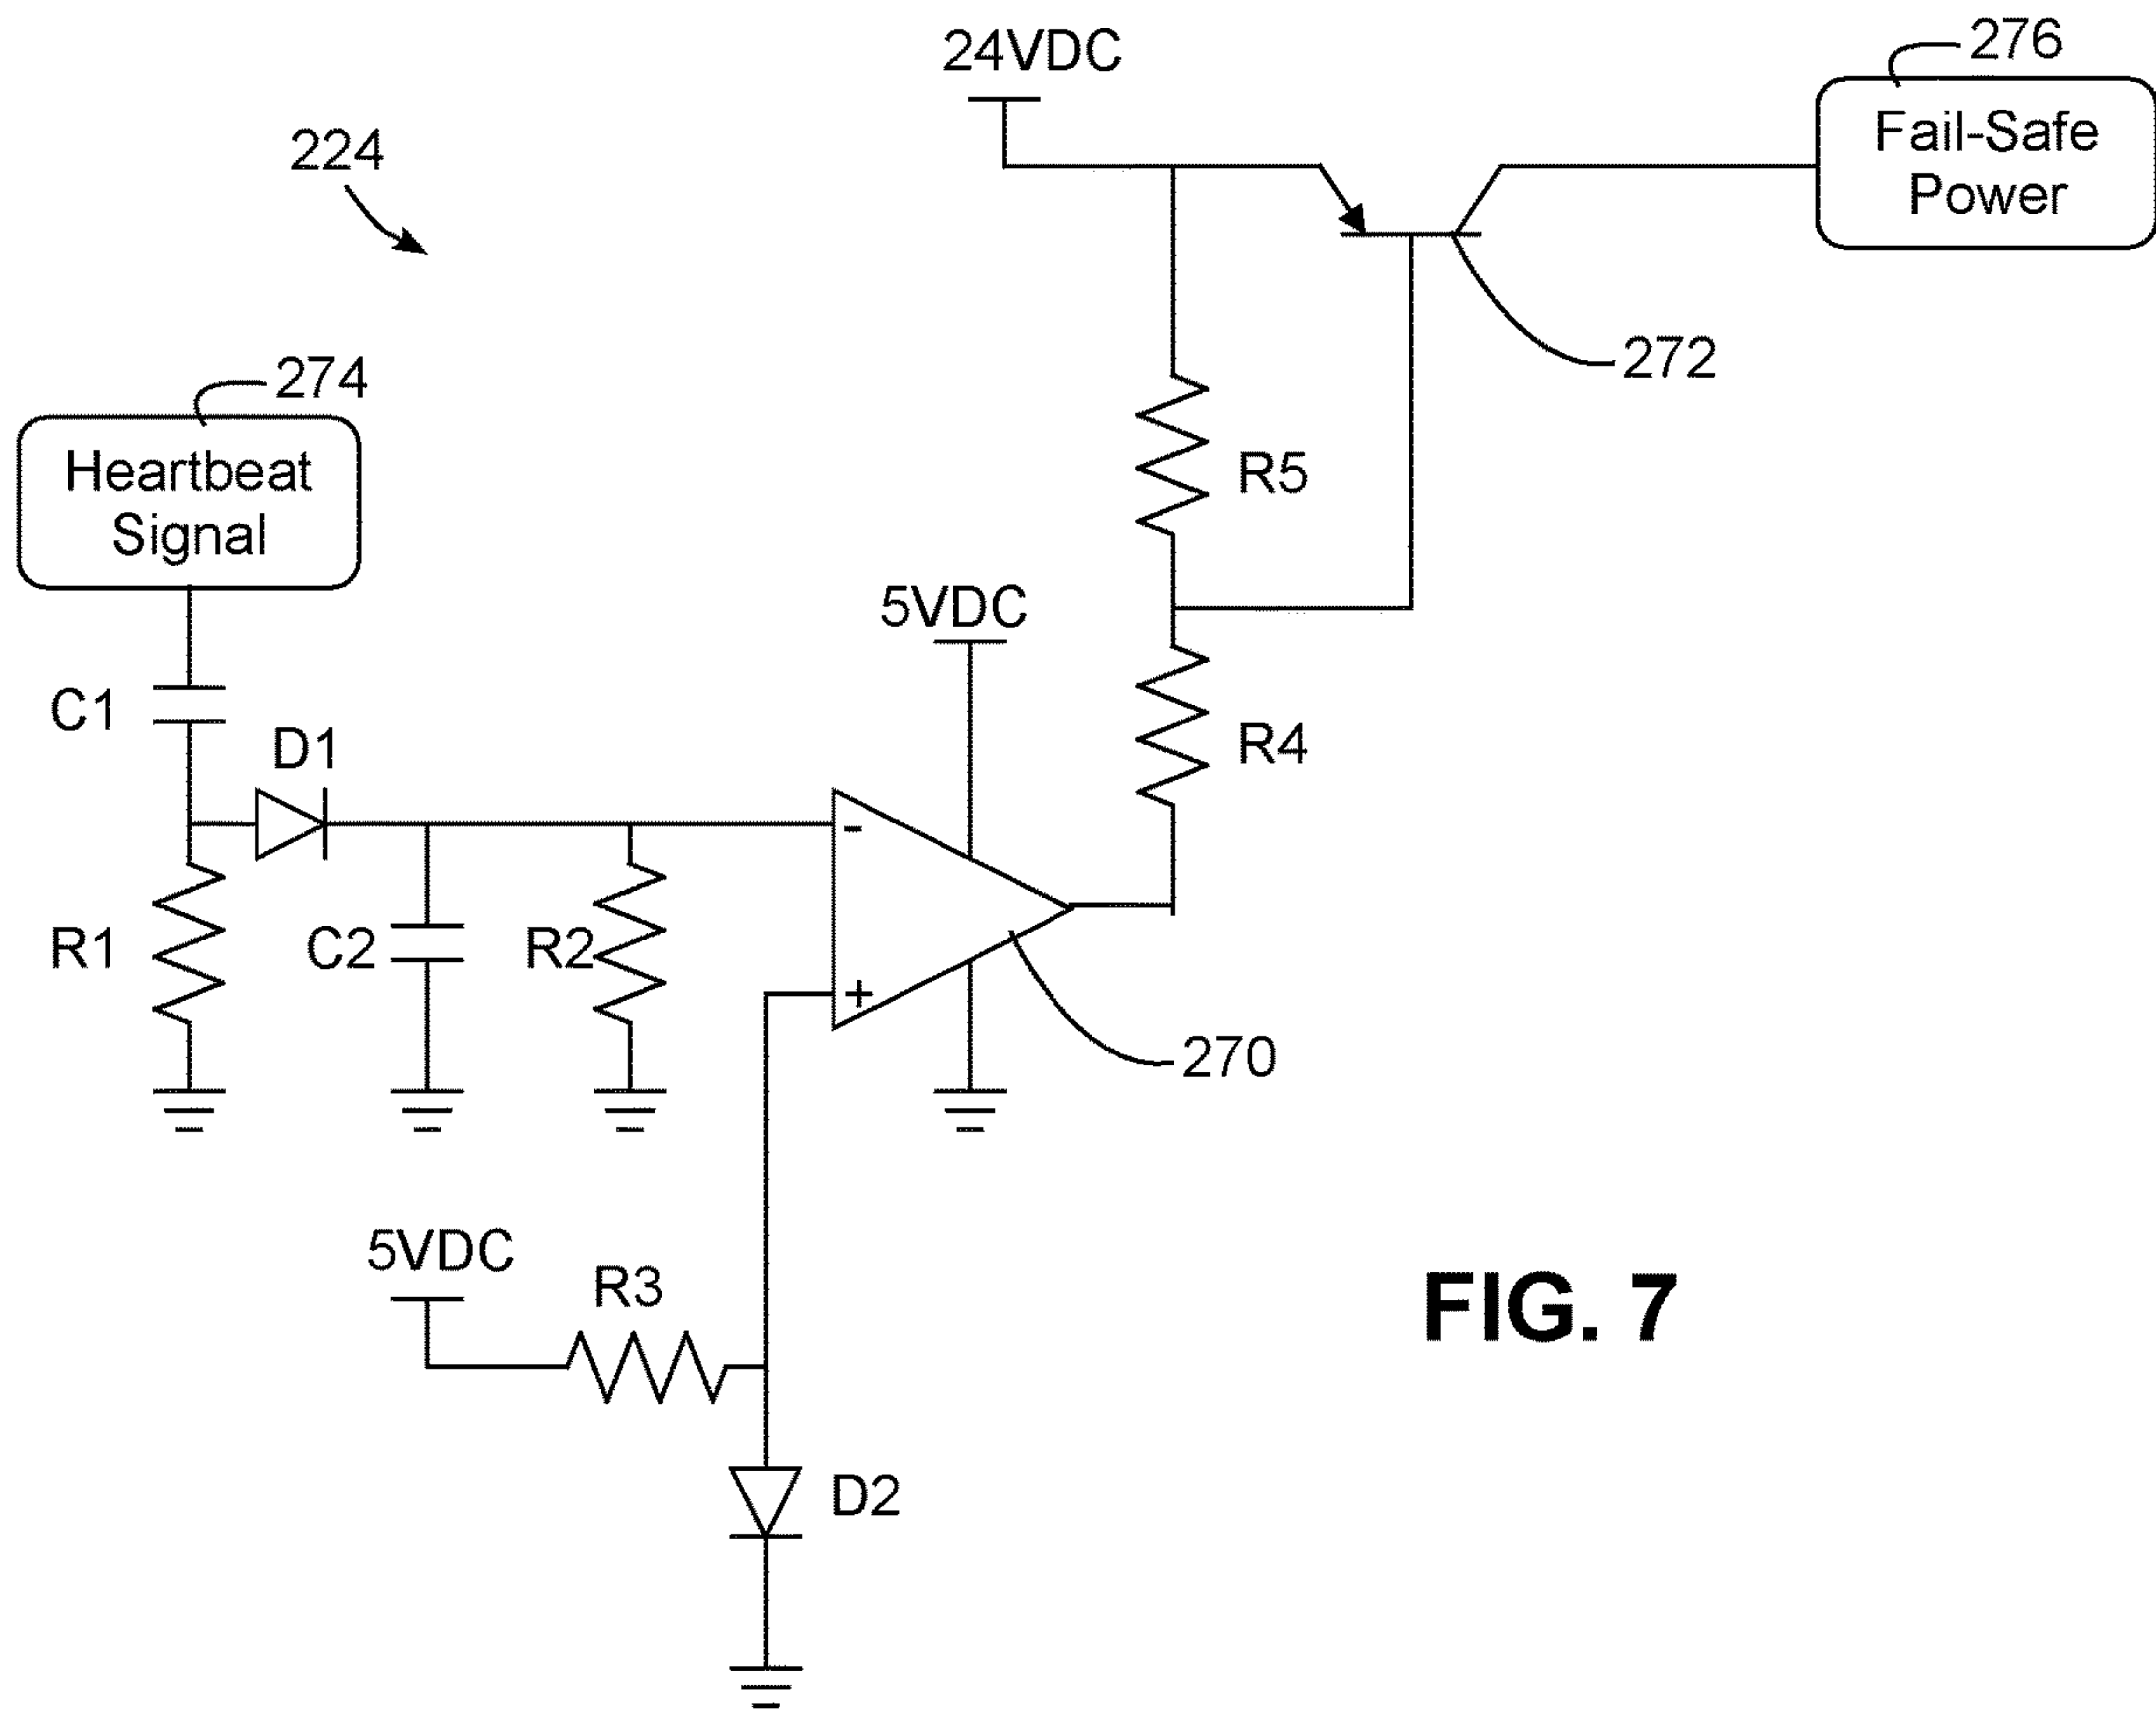 24VDC
276
Fail-Safe
Power
224
272
274
Heartbeat
Signal
R5
5VDC
C1
D1
R4
-
R1
C2
R2
+
270
5VDC
R3
D2
FIG. 7